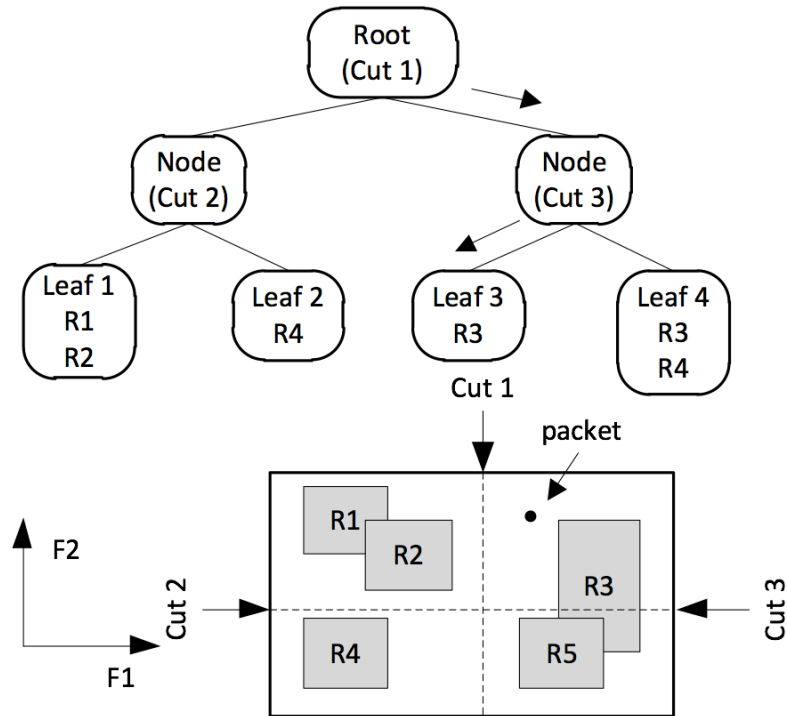 Root
(Cut 1)
Node
(Cut 2)
Node
(Cut 3)
Leaf 1
R1
R2
Leaf 2
R4
Leaf 3
R3
Leaf 4
R3
R4
Cut 1
packet
F2
F1
Cut 2
R1
R2
R3
R4
R5
Cut 3